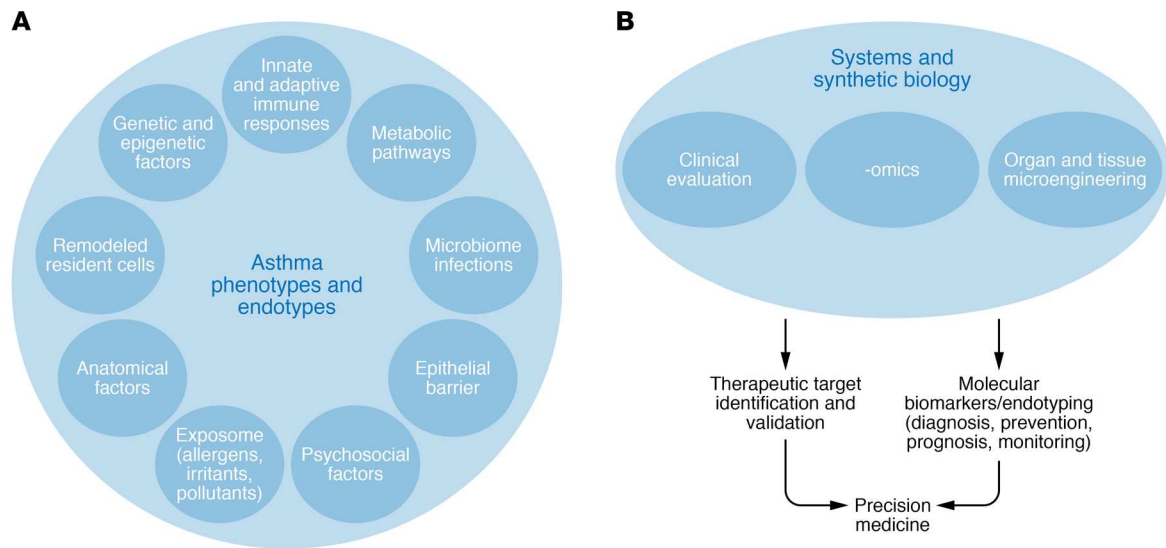 A
Innate
and adaptive
immune
responses
Genetic and
epigenetic
factors
Metabolic
pathways
Remodeled
resident cells
Microbiome
infections
Asthma
phenotypes and
endotypes
Anatomical
factors
Epithelial
barrier
Exposome
(allergens,
irritants,
pollutants)
Psychosocial
factors
B
Systems and
synthetic biology
Clinical
evaluation
-omics
Organ and tissue
microengineering
Therapeutic target
identification and
validation
Molecular
biomarkers/endotyping
(diagnosis, prevention,
prognosis, monitoring)
Precision
medicine